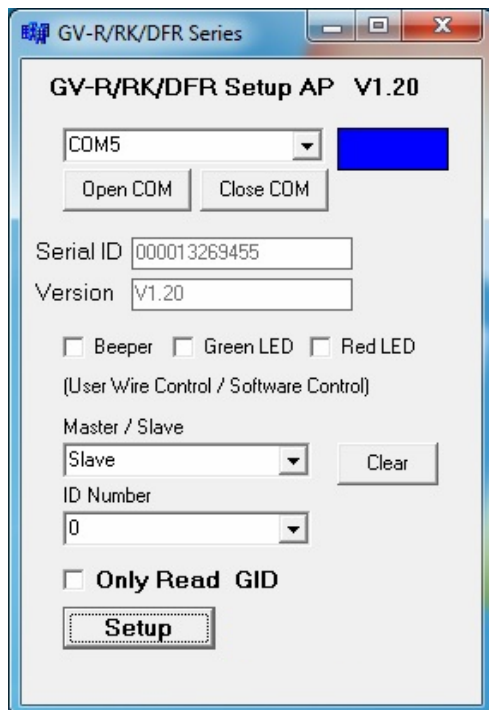 GV-R/RK/DFR Series
GV-R/RK/DFR Setup AP V1.20
COM5
Open COM Close COM
Serial ID 000013269455
Version V1.20
Beeper Green LED Red LED
(User Wire Control / Software Control)
Master / Slave
Slave Clear
ID Number
0
Only Read GID
Setup